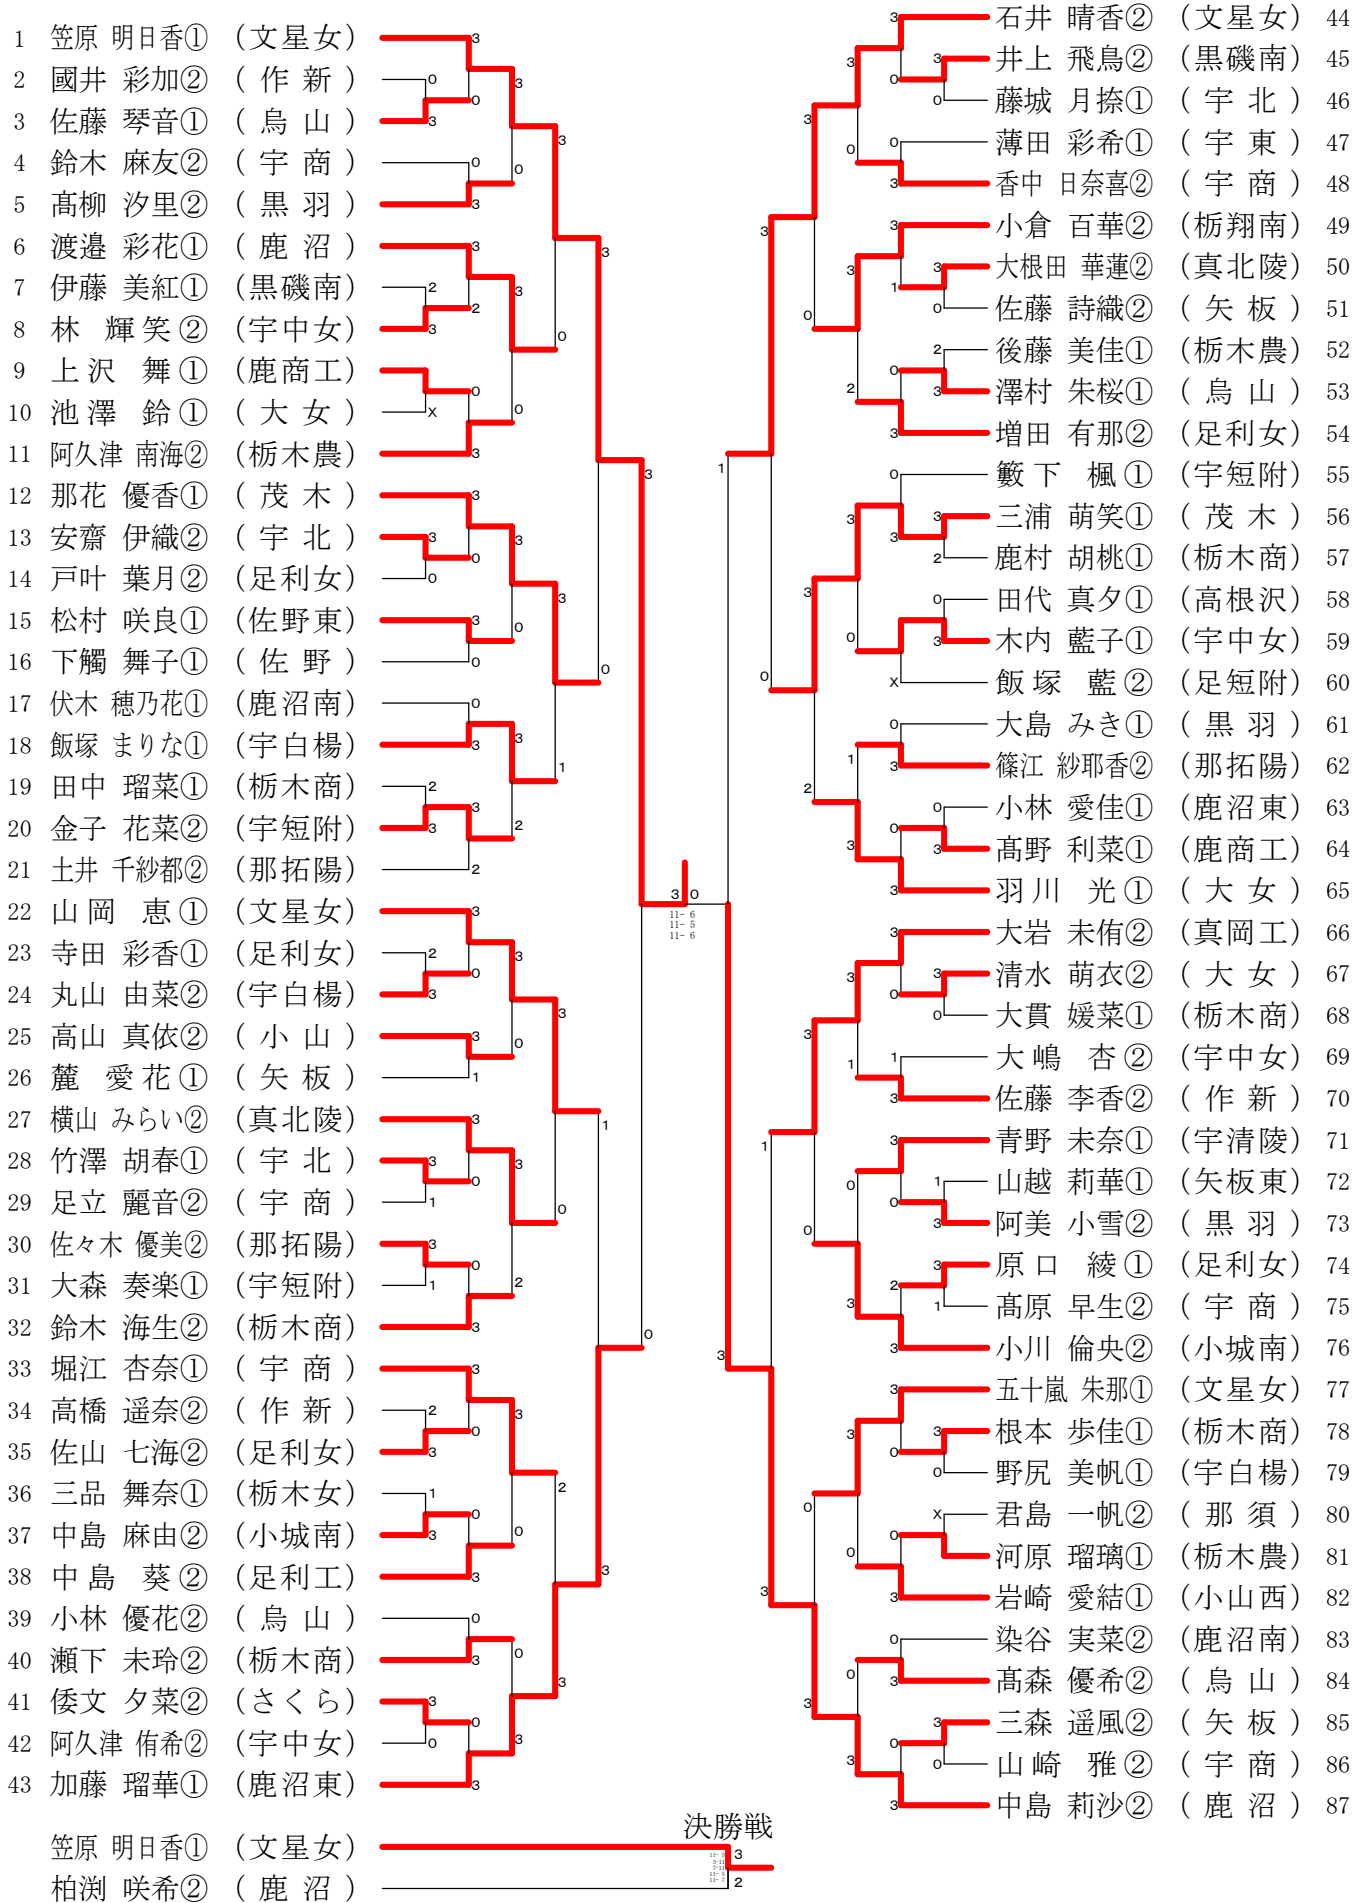 1 笠原 明日香① (文星女)
2 國井 彩加② (作新)
3 佐藤 琴音① (烏山)
4 鈴木 麻友② (宇商)
5 髙柳 汐里② (黒羽)
6 渡邉 彩花① (鹿沼)
7 伊藤 美紅① (黒磯南)
8 林 輝笑② (宇中女)
9 上沢 舞① (鹿商工)
10 池澤 鈴① (大女)
11 阿久津 南海② (栃木農)
12 那花 優香① (茂木)
13 安齋 伊織② (宇北)
14 戸叶 葉月② (足利女)
15 松村 咲良① (佐野東)
16 下觸 舞子① (佐野)
17 伏木 穂乃花① (鹿沼南)
18 飯塚 まりな① (宇白楊)
19 田中 瑠菜① (栃木商)
20 金子 花菜② (宇短附)
21 土井 千紗都② (那拓陽)
22 山岡 恵① (文星女)
23 寺田 彩香① (足利女)
24 丸山 由菜② (宇白楊)
25 高山 真依② (小山)
26 麓 愛花① (矢板)
27 横山 みらい② (真北陵)
28 竹澤 胡春① (宇北)
29 足立 麗音② (宇商)
30 佐々木 優美② (那拓陽)
31 大森 奏楽① (宇短附)
32 鈴木 海生② (栃木商)
33 堀江 杏奈① (宇商)
34 高橋 遥奈② (作新)
35 佐山 七海② (足利女)
36 三品 舞奈① (栃木女)
37 中島 麻由② (小城南)
38 中島 葵② (足利工)
39 小林 優花② (烏山)
40 瀬下 未玲② (栃木商)
41 倭文 夕菜② (さくら)
42 阿久津 侑希② (宇中女)
43 加藤 瑠華① (鹿沼東)
3 0
11- 6
11- 5
11- 6
石井 晴香② (文星女) 44
井上 飛鳥② (黒磯南) 45
藤城 月捺① (宇北) 46
薄田 彩希① (宇東) 47
香中 日奈喜② (宇商) 48
小倉 百華② (栃翔南) 49
大根田 華蓮② (真北陵) 50
佐藤 詩織② (矢板) 51
後藤 美佳① (栃木農) 52
澤村 朱桜① (烏山) 53
増田 有那② (足利女) 54
籔下 楓① (宇短附) 55
三浦 萌笑① (茂木) 56
鹿村 胡桃① (栃木商) 57
田代 真夕① (高根沢) 58
木内 藍子① (宇中女) 59
飯塚 藍② (足短附) 60
大島 みき① (黒羽) 61
篠江 紗耶香② (那拓陽) 62
小林 愛佳① (鹿沼東) 63
髙野 利菜① (鹿商工) 64
羽川 光① (大女) 65
大岩 未侑② (真岡工) 66
清水 萌衣② (大女) 67
大貫 媛菜① (栃木商) 68
大嶋 杏② (宇中女) 69
佐藤 李香② (作新) 70
青野 未奈① (宇清陵) 71
山越 莉華① (矢板東) 72
阿美 小雪② (黒羽) 73
原口 綾① (足利女) 74
髙原 早生② (宇商) 75
小川 倫央② (小城南) 76
五十嵐 朱那① (文星女) 77
根本 歩佳① (栃木商) 78
野尻 美帆① (宇白楊) 79
君島 一帆② (那須) 80
河原 瑠璃① (栃木農) 81
岩崎 愛結① (小山西) 82
染谷 実菜② (鹿沼南) 83
髙森 優希② (烏山) 84
三森 遥風② (矢板) 85
山崎 雅② (宇商) 86
中島 莉沙② (鹿沼) 87
決勝戦
笠原 明日香① (文星女) 3
柏渕 咲希② (鹿沼) 2